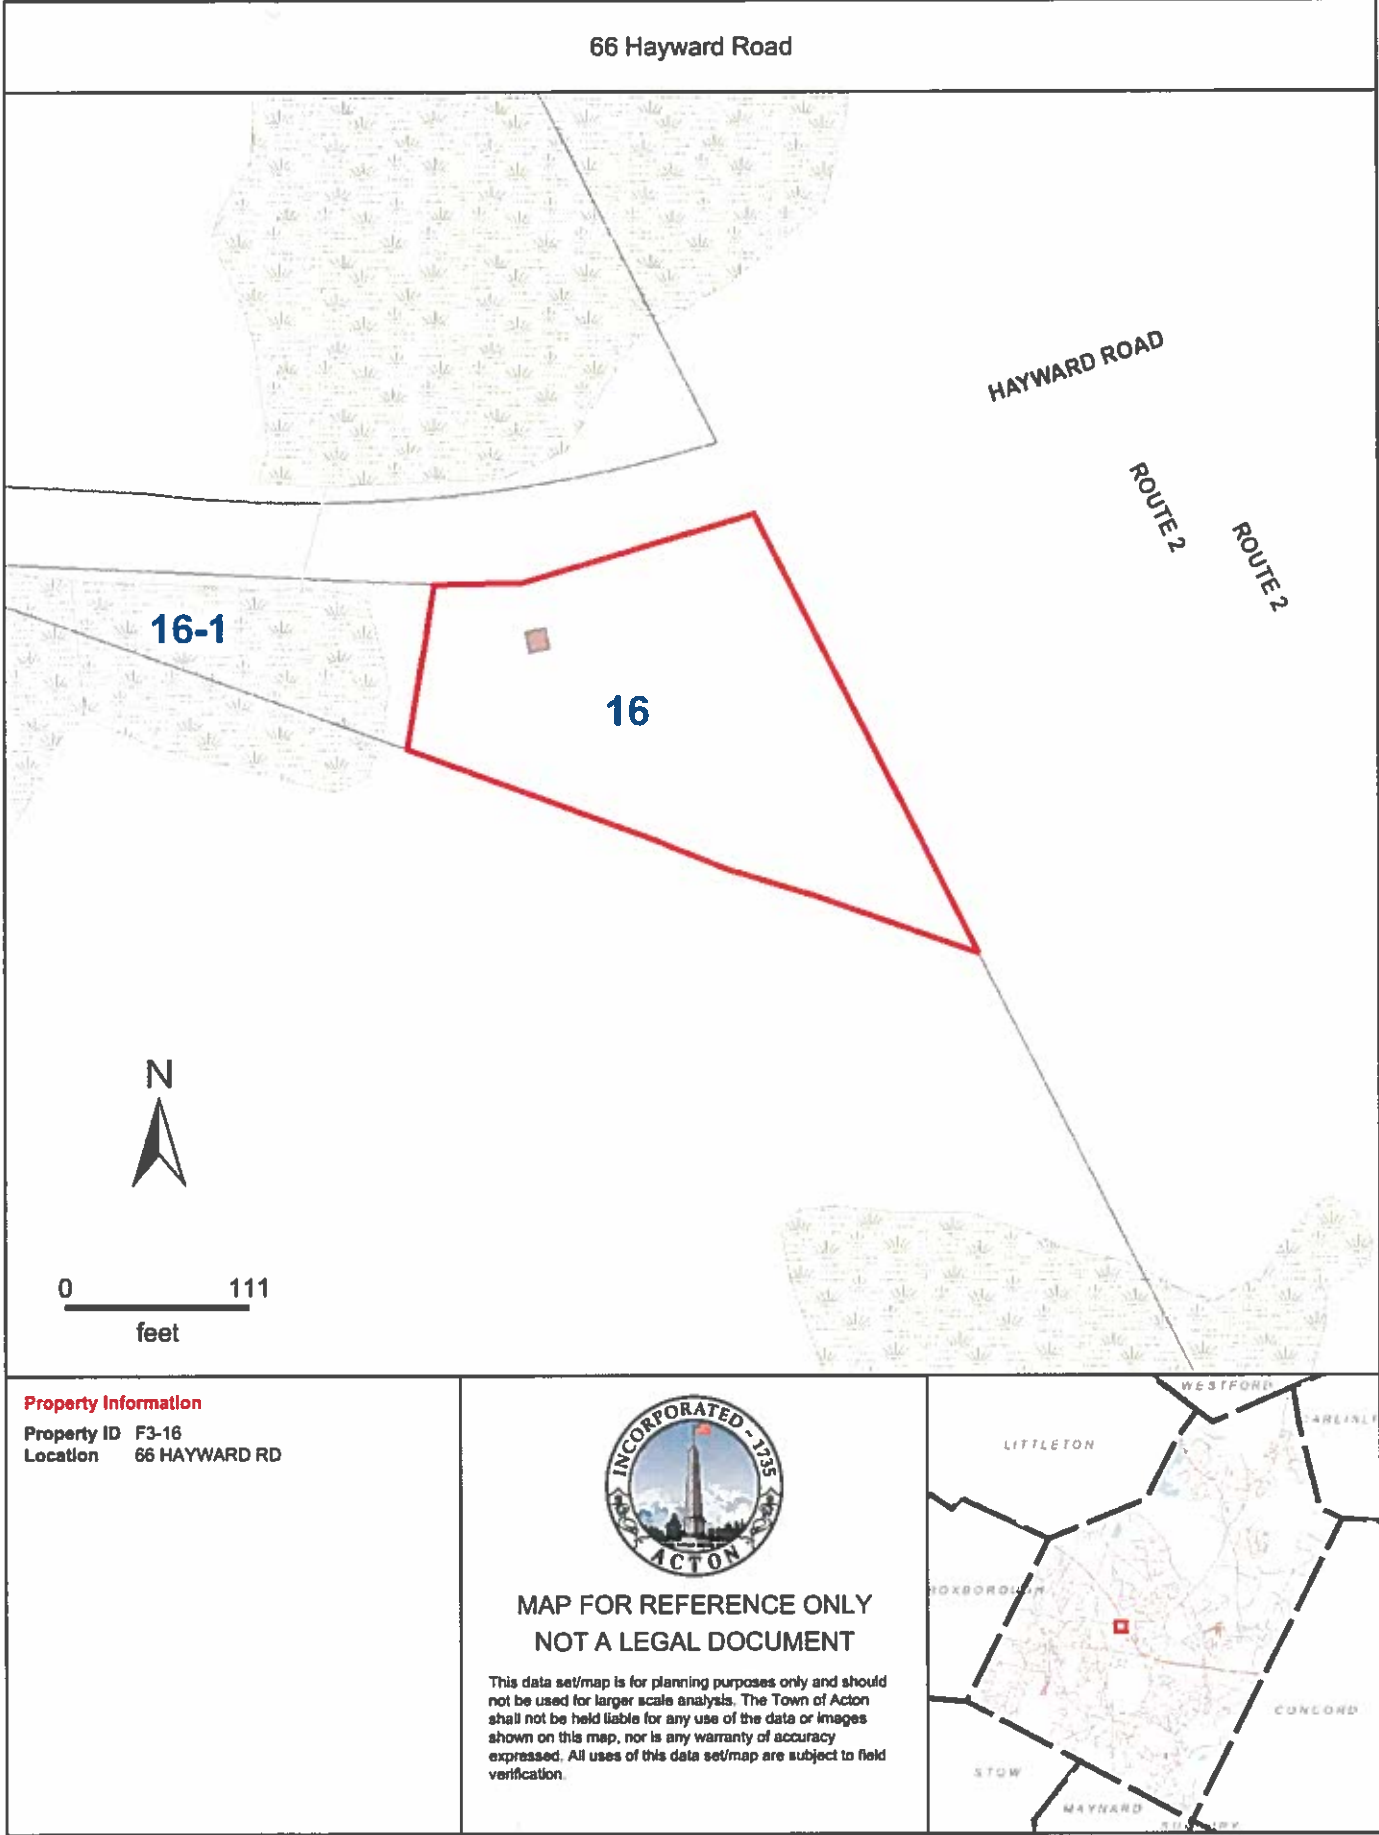 66 Hayward Road
HAYWARD ROAD
ROUTE 2
ROUTE 2
16-1
16
N
0 111
feet
Property Information
Property ID F3-16
Location 66 HAYWARD RD
INCORPORATED ~ 1735
ACTON
MAP FOR REFERENCE ONLY
NOT A LEGAL DOCUMENT
This data set/map is for planning purposes only and should
not be used for larger scale analysis. The Town of Acton
shall not be held liable for any use of the data or images
shown on this map, nor is any warranty of accuracy
expressed. All uses of this data set/map are subject to field
verification.
WESTFORD
LITTLETON
CONCORD
STOW
MAYNARD